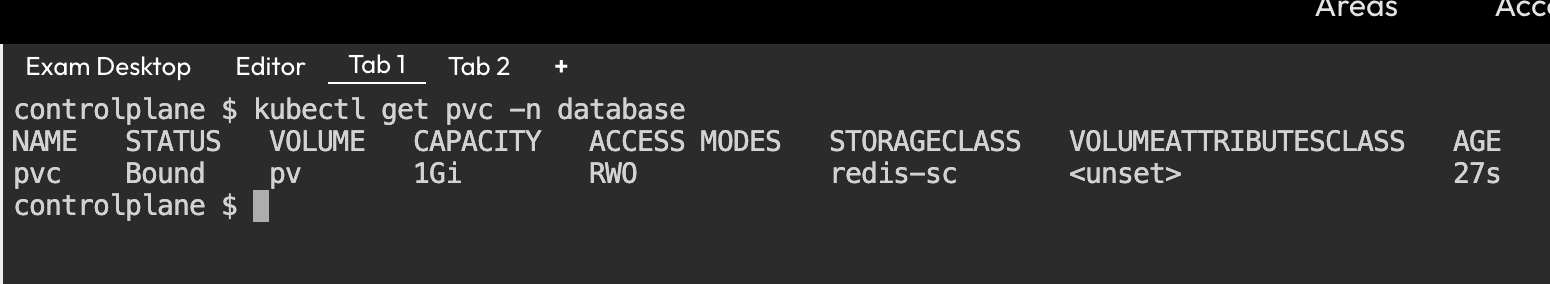 Areas
Exam Desktop Editor Tab 1 Tab 2 +
controlplane $ kubectl get pvc -n database
NAME STATUS VOLUME CAPACITY ACCESS MODES STORAGECLASS VOLUMEATTRIBUTESCLASS AGE
pvc Bound pv 1Gi RWO redis-sc <unset> 27s
controlplane $